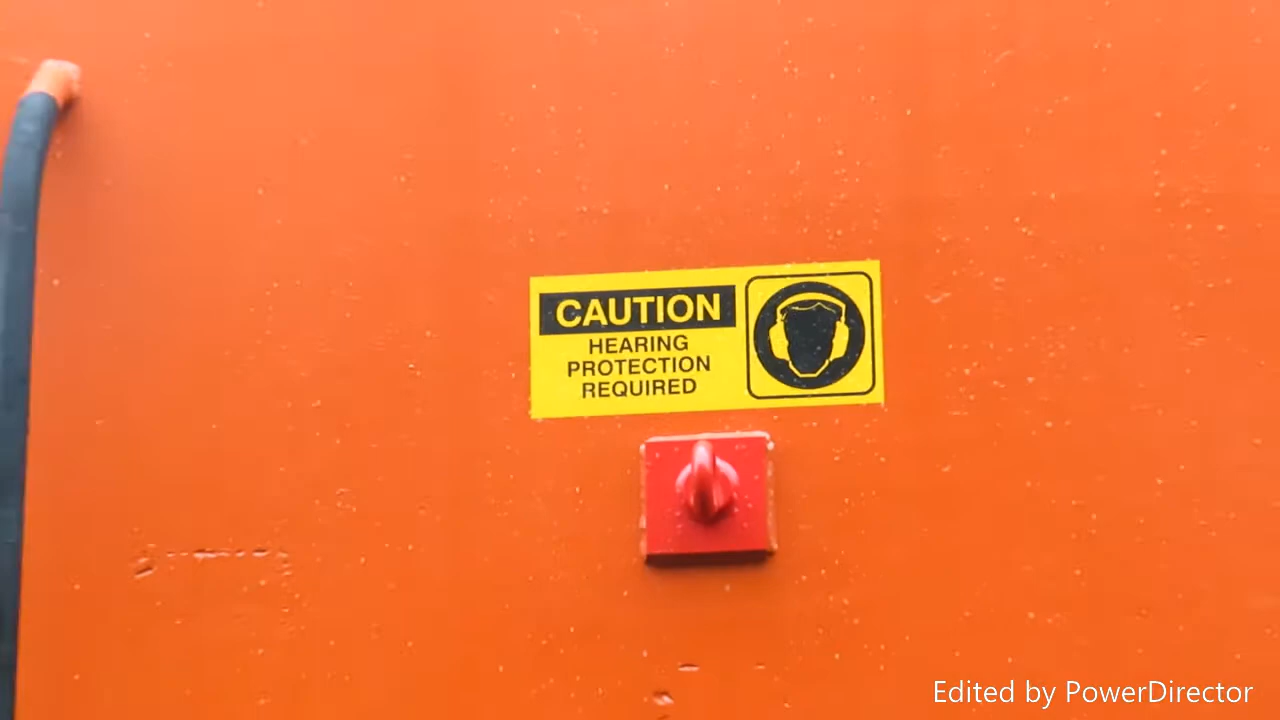 CAUTION
HEARING
PROTECTION
REQUIRED
Edited by PowerDirector